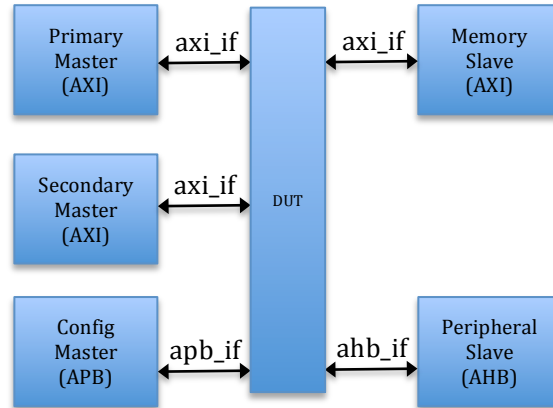 Primary
Master
(AXI)
axi_if
axi_if
Memory
Slave
(AXI)
Secondary
Master
(AXI)
axi_if
DUT
Config
Master
(APB)
apb_if
ahb_if
Peripheral
Slave
(AHB)